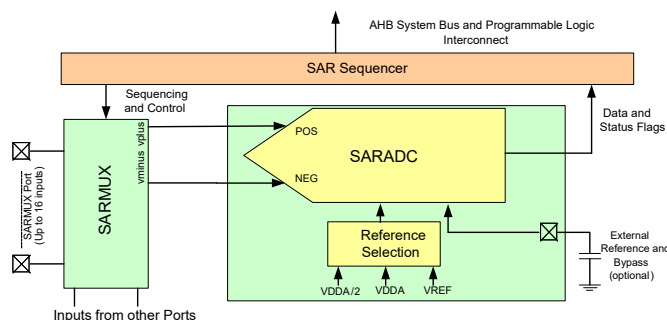 AHB System Bus and Programmable Logic
Interconnect
SAR Sequencer
Sequencing
and Control
Data and
Status Flags
vminus vplus
SARMUX
SARMUX Port
(Up to 16 inputs)
POS
NEG
SARADC
Reference
Selection
External
Reference and
Bypass
(optional)
VDDA/2
VDDA
VREF
Inputs from other Ports